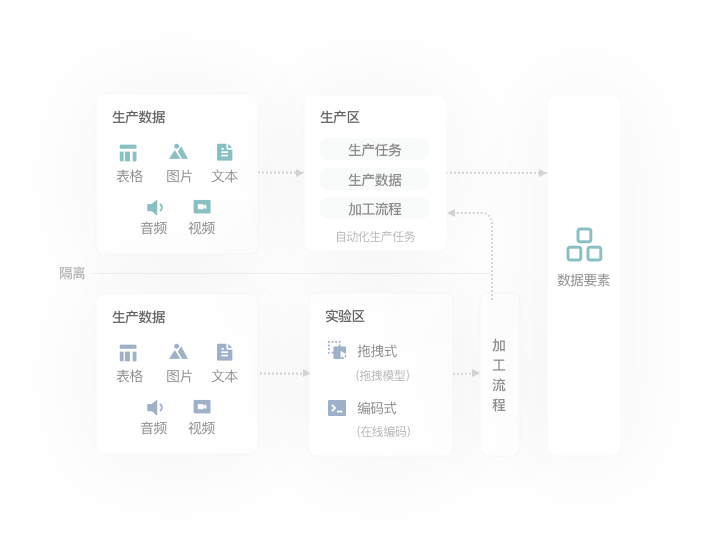 生产数据
表格
图片
文本
音频
视频
生产区
生产任务
生产数据
加工流程
自动化生产任务
数据要素
隔离
生产数据
表格
图片
文本
音频
视频
实验区
拖拽式
(拖拽模型)
编码式
(在线编码)
加
工
流
程